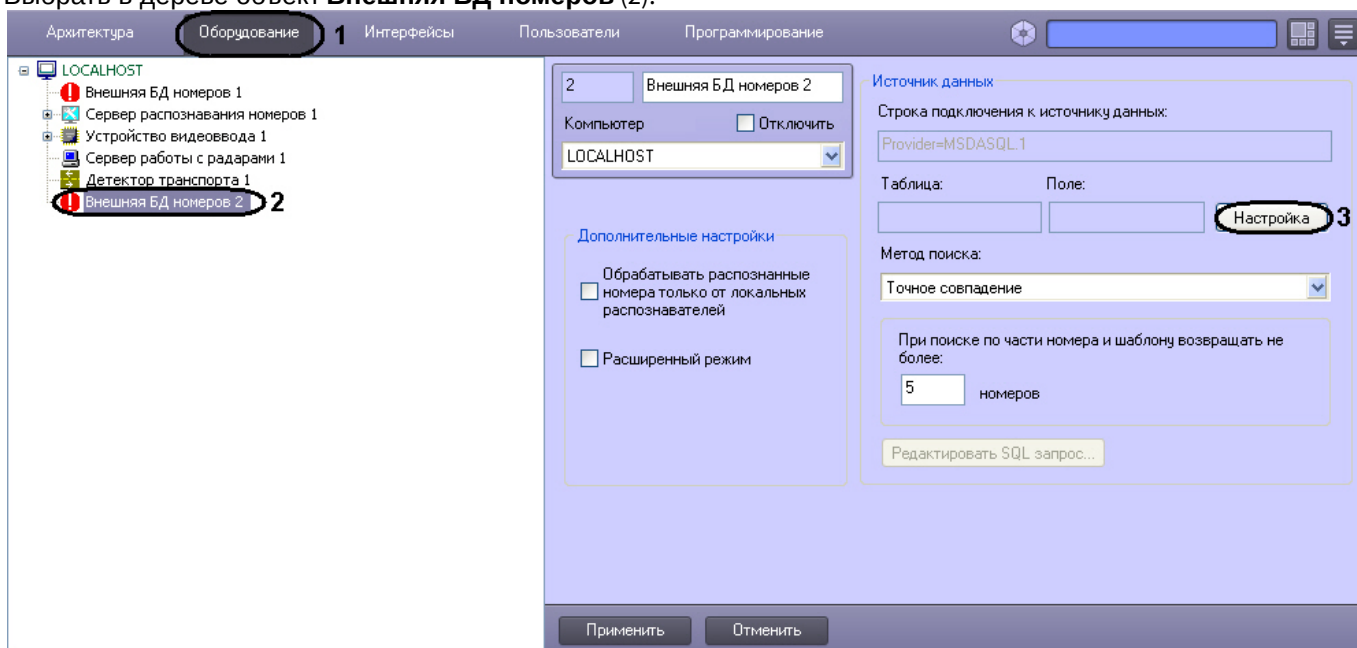 Выбрать в дереве объект Внешняя БД номеров (2).
Архитектура Оборудование 1 Интерфейсы Пользователи Программирование
LOCALHOST
Внешняя БД номеров 1
Сервер распознавания номеров 1
Устройство видеоввода 1
Сервер работы с радарами 1
Детектор транспорта 1
Внешняя БД номеров 2 2
2 Внешняя БД номеров 2
Компьютер Отключить
LOCALHOST
Дополнительные настройки
Обрабатывать распознанные
номера только от локальных
распознавателей
Расширенный режим
Источник данных
Строка подключения к источнику данных:
Provider=MSDASQL.1
Таблица: Поле:
Настройка 3
Метод поиска:
Точное совпадение
При поиске по части номера и шаблону возвращать не
более:
5 номеров
Редактировать SQL запрос...
Применить Отменить